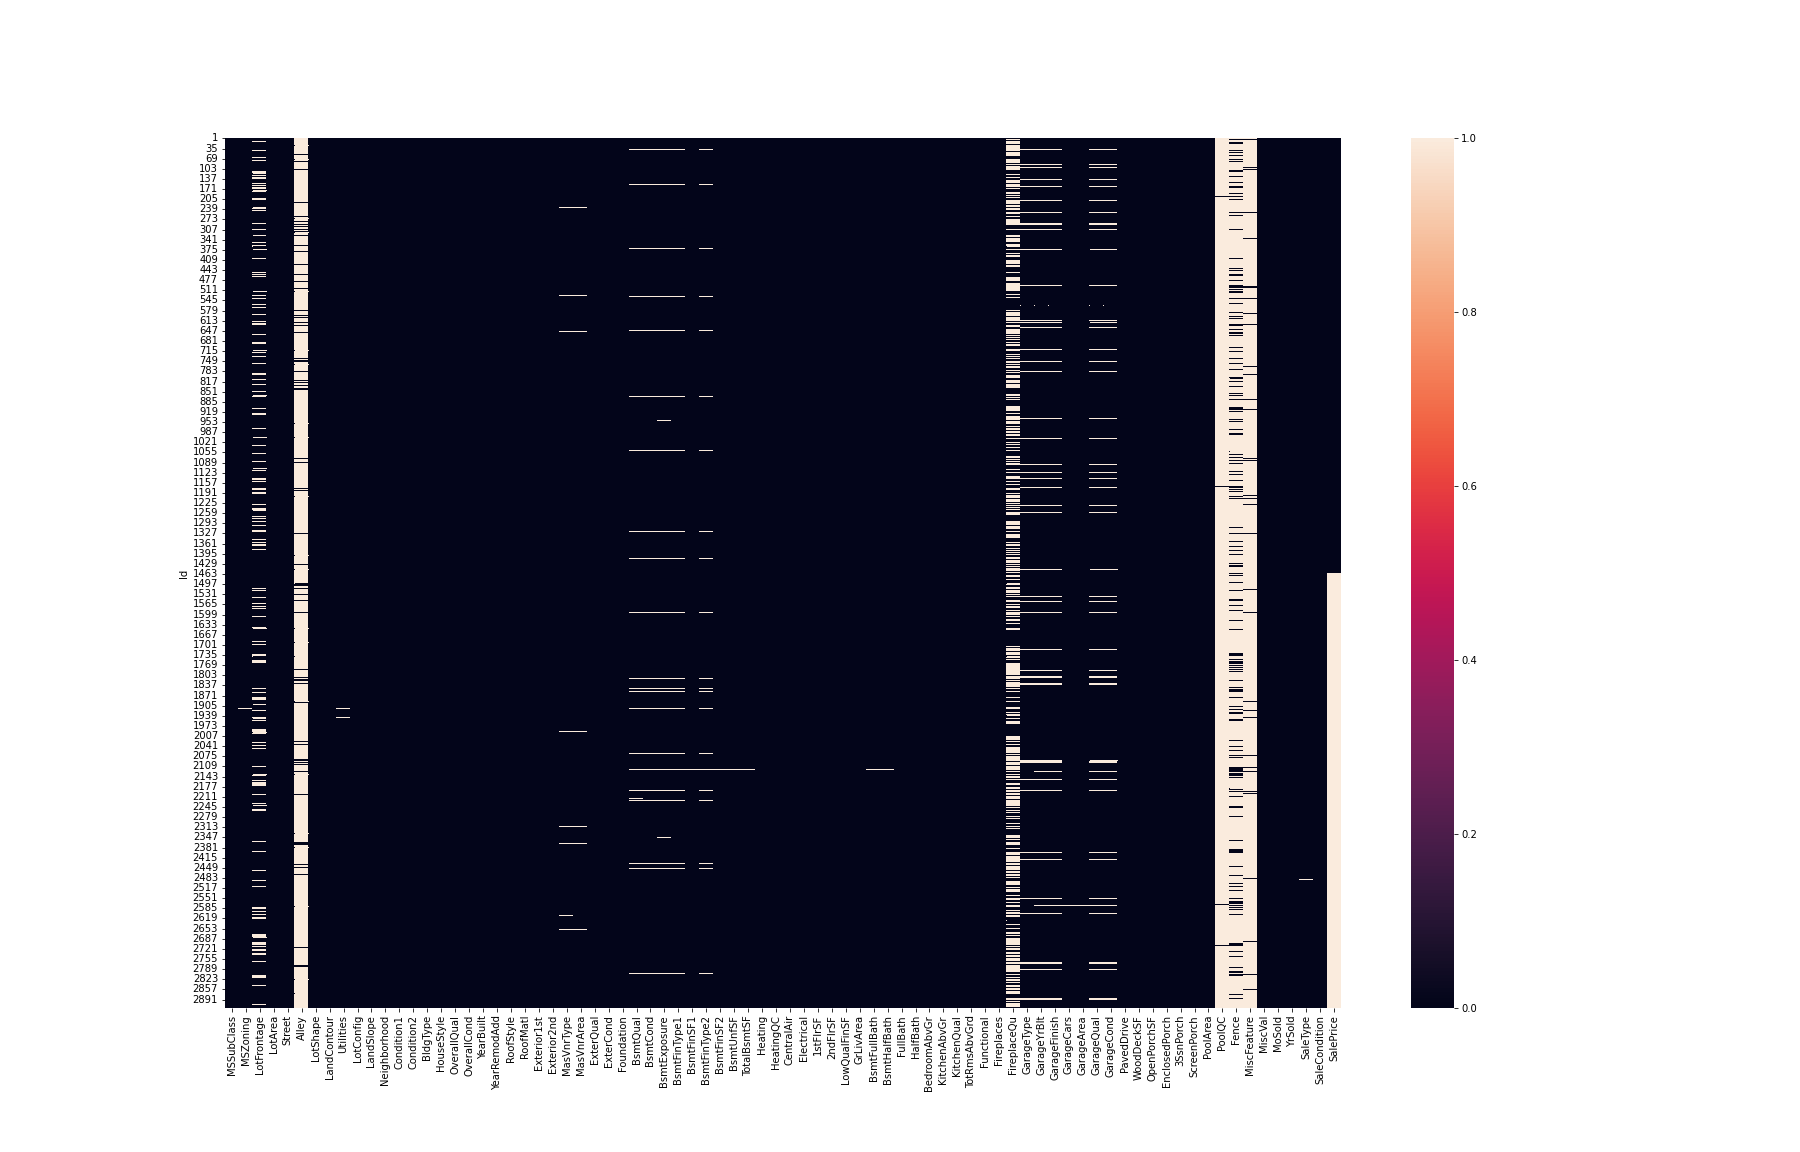 1
35
69
103
137
171
205
239
273
307
341
375
409
443
477
511
545
579
613
647
681
715
749
783
817
851
885
919
953
987
1021
1055
1089
1123
1157
1191
1225
1259
1293
1327
1361
1395
1429
1463
1497
1531
1565
1599
1633
1667
1701
1735
1769
1803
1837
1871
1905
1939
1973
2007
2041
2075
2109
2143
2177
2211
2245
2279
2313
2347
2381
2415
2449
2483
2517
2551
2585
2619
2653
2687
2721
2755
2789
2823
2857
2891
Id
MSSubClass
MSZoning
LotFrontage
LotArea
Street
Alley
LotShape
LandContour
Utilities
LotConfig
LandSlope
Neighborhood
Condition1
Condition2
BldgType
HouseStyle
OverallQual
OverallCond
YearBuilt
YearRemodAdd
RoofStyle
RoofMatl
Exterior1st
Exterior2nd
MasVnrType
MasVnrArea
ExterQual
ExterCond
Foundation
BsmtQual
BsmtCond
BsmtExposure
BsmtFinType1
BsmtFinSF1
BsmtFinType2
BsmtFinSF2
BsmtUnfSF
TotalBsmtSF
Heating
HeatingQC
CentralAir
Electrical
1stFlrSF
2ndFlrSF
LowQualFinSF
GrLivArea
BsmtFullBath
BsmtHalfBath
FullBath
HalfBath
BedroomAbvGr
KitchenAbvGr
KitchenQual
TotRmsAbvGrd
Functional
Fireplaces
FireplaceQu
GarageType
GarageYrBlt
GarageFinish
GarageCars
GarageArea
GarageQual
GarageCond
PavedDrive
WoodDeckSF
OpenPorchSF
EnclosedPorch
3SsnPorch
ScreenPorch
PoolArea
PoolQC
Fence
MiscFeature
MiscVal
MoSold
YrSold
SaleType
SaleCondition
SalePrice
1.0
0.8
0.6
0.4
0.2
0.0